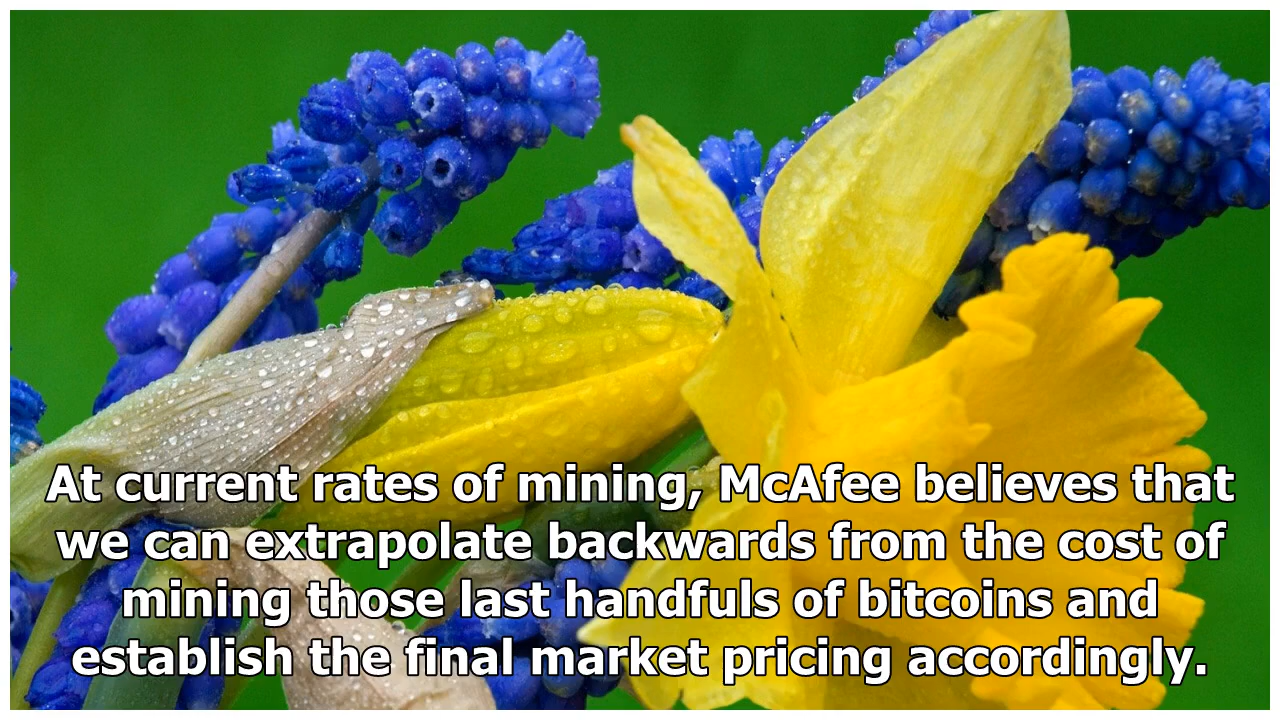 At current rates of mining, McAfee believes that
we can extrapolate backwards from the cost of
mining those last handfuls of bitcoins and
establish the final market pricing accordingly.